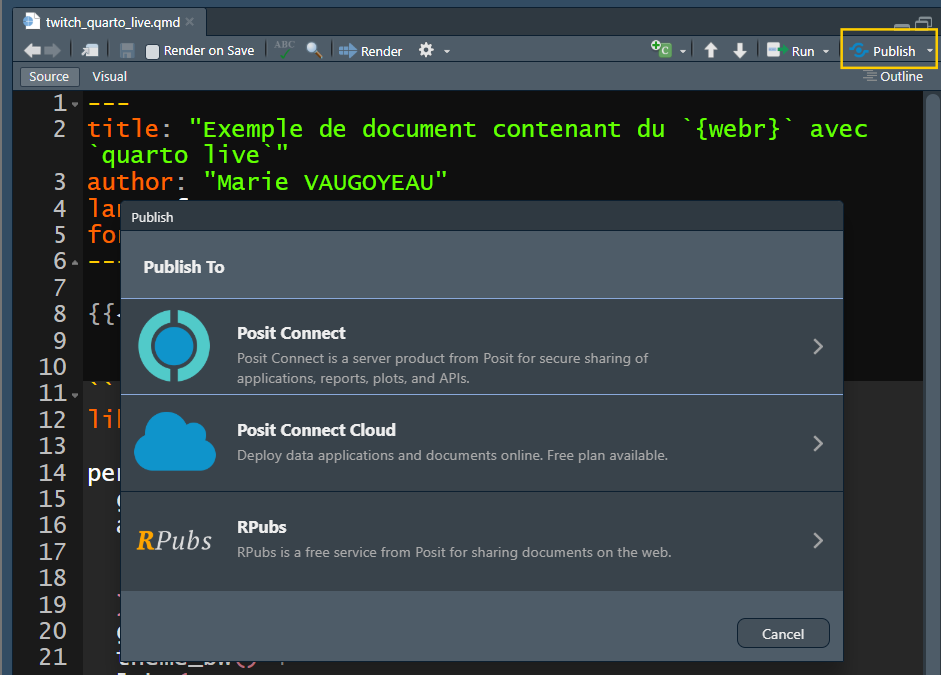 twitch_quarto_live.qmd
Render on Save
ABC
Render
C
Run
Publish
Source
Visual
Outline
1 ---
2 title: "Exemple de document contenant du `{webr}` avec
`quarto live`"
3 author: "Marie VAUGOYEAU"
4
5
6
7
8 {{<
9
10
11 ``
12
13
14
15
16
17
18
19
20
21 theme_bw()
Publish
Publish To
Posit Connect
Posit Connect is a server product from Posit for secure sharing of
applications, reports, plots, and APIs.
Posit Connect Cloud
Deploy data applications and documents online. Free plan available.
RPubs
RPubs
RPubs is a free service from Posit for sharing documents on the web.
Cancel